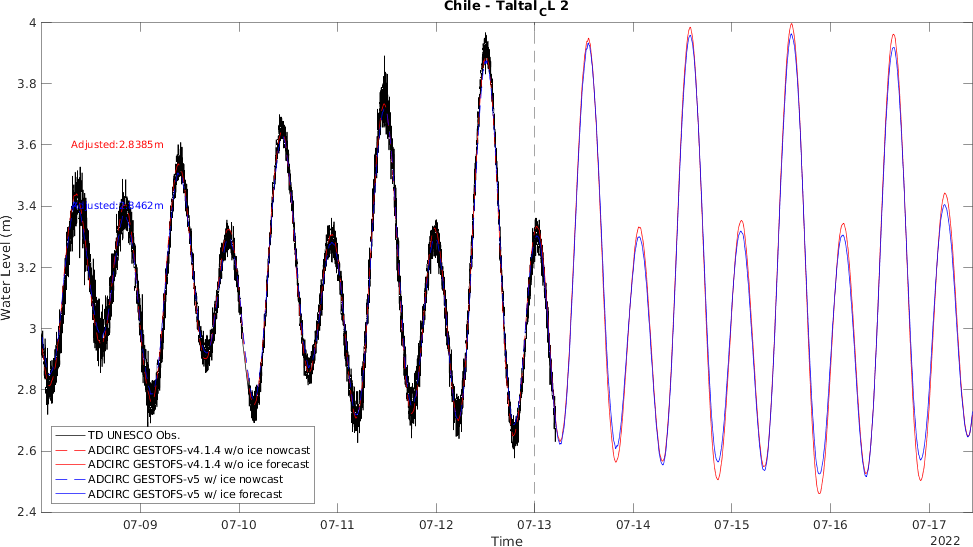 Chile - Taltal_CL 2
4
3.8
3.6
3.4
3.2
3
2.8
2.6
2.4
Water Level (m)
Adjusted:2.8385m
TD UNESCO Obs.
ADCIRC GESTOFS-v4.1.4 w/o ice nowcast
ADCIRC GESTOFS-v4.1.4 w/o ice forecast
ADCIRC GESTOFS-v5 w/ ice nowcast
ADCIRC GESTOFS-v5 w/ ice forecast
07-09
07-10
07-11
07-12
07-13
07-14
07-15
07-16
07-17
Time
2022